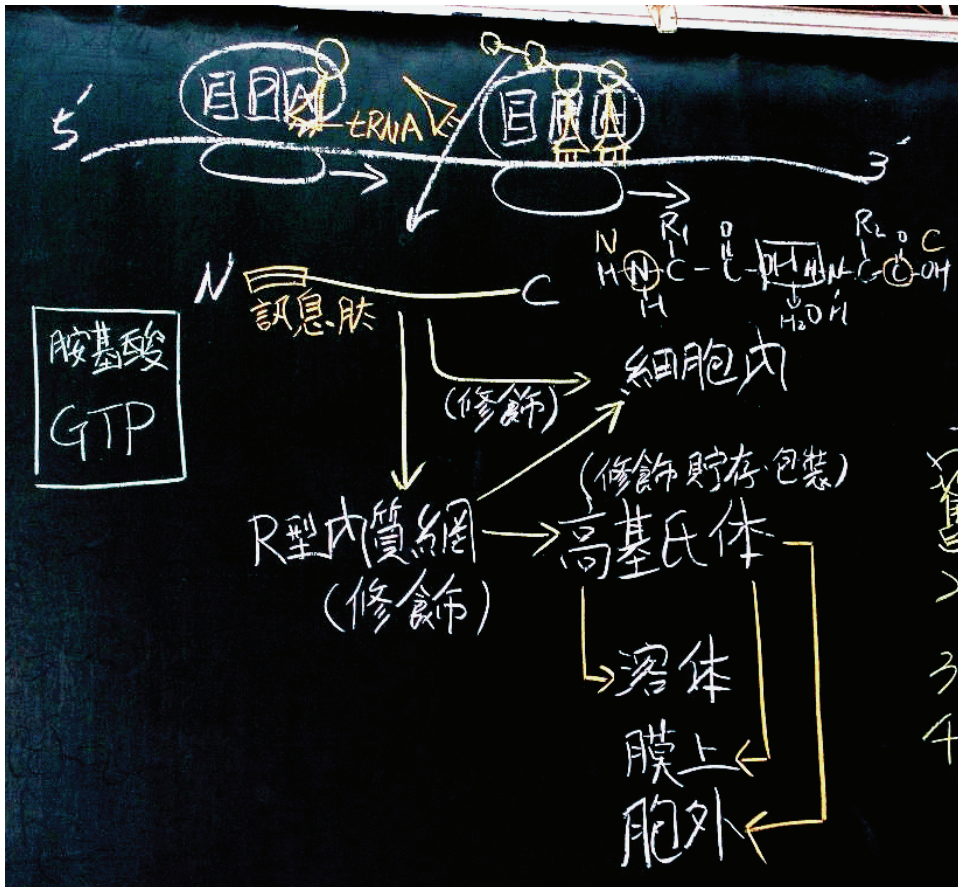 E P A
tRNA
E P A
5'
3'
N
C
R₁ O R₂ O
H N C C OH H N C C OH
H H₂O H
N 訊息肽 C
胺基酸
GTP
(修飾)
細胞內
(修飾 貯存·包裝)
R型內質網
高基氏体
(修飾)
溶体
膜上
胞外
3
4